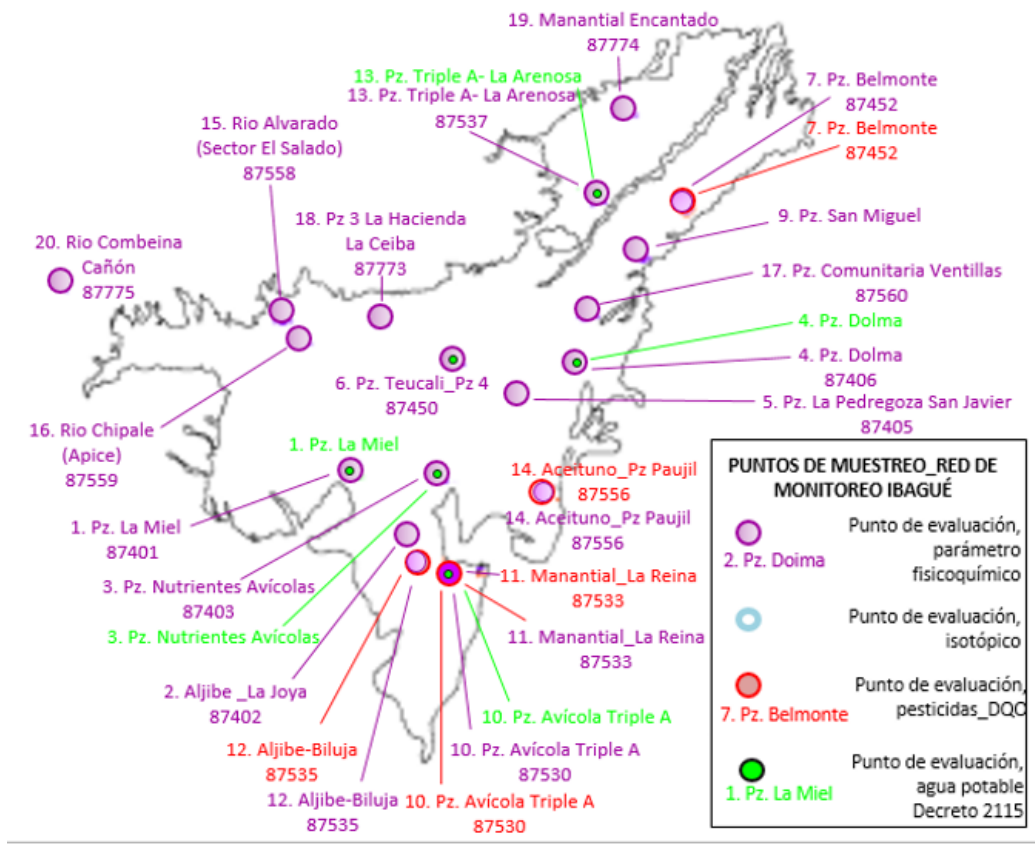 19. Manantial Encantado
87774
13. Pz. Triple A- La Arenosa
13. Pz. Triple A- La Arenosa
87537
7. Pz. Belmonte
87452
7. Pz. Belmonte
87452
15. Rio Alvarado
(Sector El Salado)
87558
18. Pz 3 La Hacienda
La Ceiba
87773
9. Pz. San Miguel
20. Rio Combeina
Cañón
87775
17. Pz. Comunitaria Ventillas
87560
4. Pz. Dolma
4. Pz. Dolma
87406
6. Pz. Teucali_Pz 4
87450
5. Pz. La Pedregoza San Javier
87405
16. Rio Chipale
(Apice)
87559
1. Pz. La Miel
1. Pz. La Miel
87401
14. Aceituno_Pz Paujil
87556
14. Aceituno_Pz Paujil
87556
3. Pz. Nutrientes Avícolas
87403
3. Pz. Nutrientes Avícolas
11. Manantial_La Reina
87533
11. Manantial_La Reina
87533
2. Aljibe _La Joya
87402
10. Pz. Avícola Triple A
12. Aljibe-Biluja
87535
10. Pz. Avícola Triple A
87530
12. Aljibe-Biluja
87535
10. Pz. Avícola Triple A
87530
PUNTOS DE MUESTREO_RED DE
MONITOREO IBAGUÉ
Punto de evaluación,
parámetro
fisicoquímico
2. Pz. Doima
Punto de evaluación,
isotópico
Punto de evaluación,
pesticidas_DQO
7. Pz. Belmonte
Punto de evaluación,
agua potable
Decreto 2115
1. Pz. La Miel